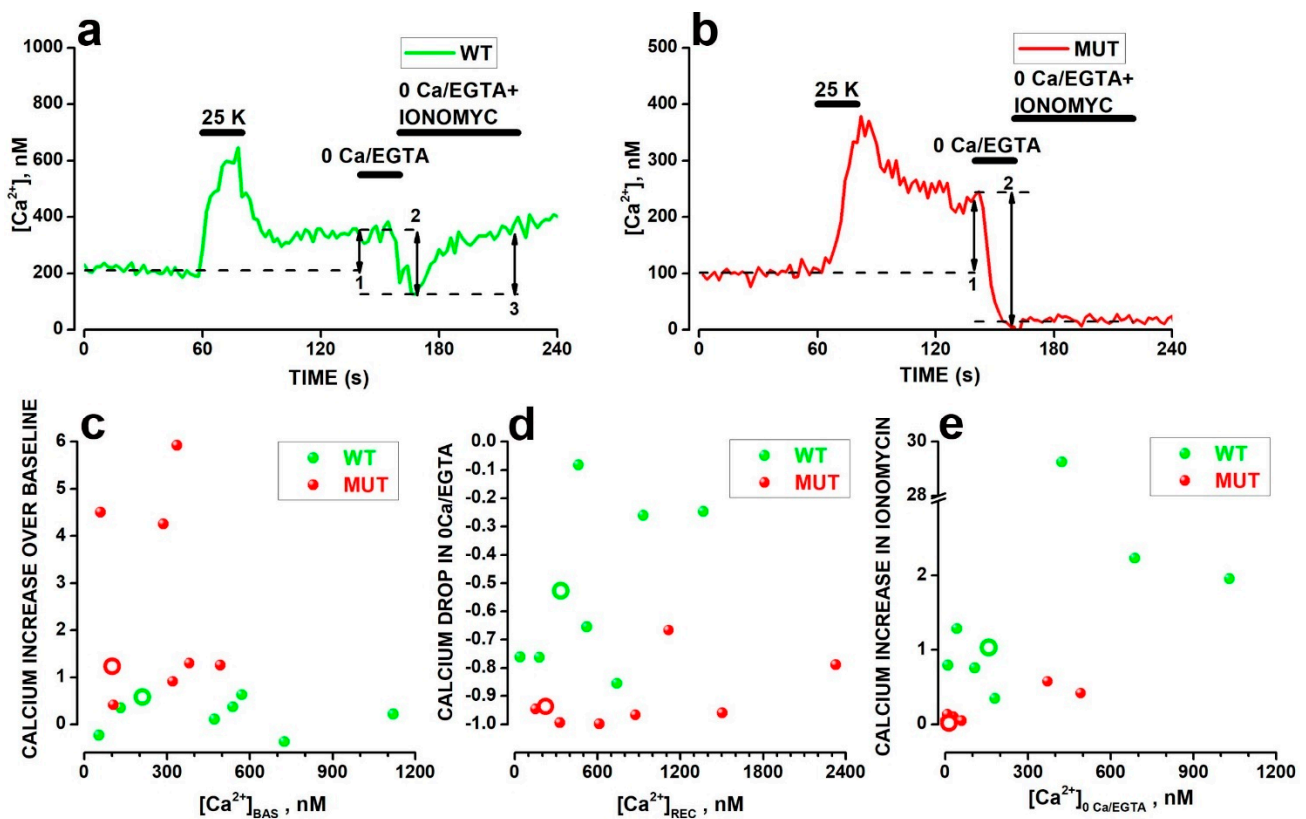 a
WT
0 Ca/EGTA+
IONOMYC
25 K
0 Ca/EGTA
1
2
3
[Ca²⁺], nM
1000
800
600
400
200
0
0 60 120 180 240
TIME (s)
b
MUT
0 Ca/EGTA+
IONOMYC
25 K
0 Ca/EGTA
2
1
[Ca²⁺], nM
500
400
300
200
100
0
0 60 120 180 240
TIME (s)
c
WT
MUT
CALCIUM INCREASE OVER BASELINE
6
5
4
3
2
1
0
0 300 600 900 1200
[Ca²⁺]BAS , nM
d
WT
MUT
CALCIUM DROP IN 0Ca/EGTA
0.0
-0.1
-0.2
-0.3
-0.4
-0.5
-0.6
-0.7
-0.8
-0.9
-1.0
0 600 1200 1800 2400
[Ca²⁺]REC , nM
e
WT
MUT
CALCIUM INCREASE IN IONOMYCIN
30
28
2
1
0
0 300 600 900 1200
[Ca²⁺]0 Ca/EGTA , nM